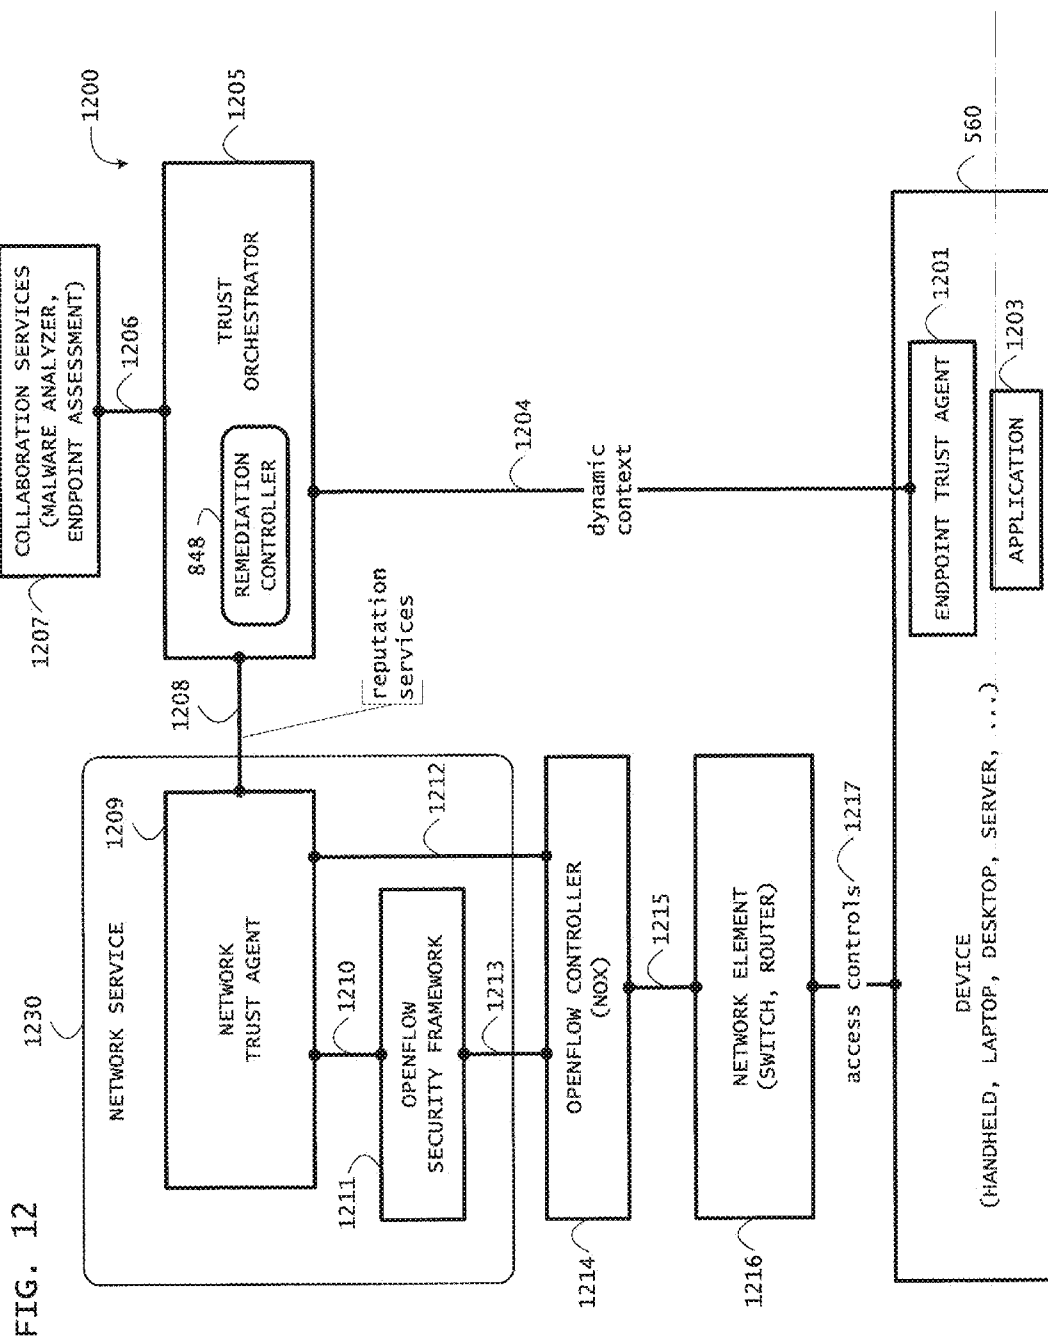 FIG. 12
1200
1230
NETWORK SERVICE
1209
NETWORK
TRUST AGENT
1210
1211
OPENFLOW
SECURITY FRAMEWORK
1212
1213
1208
reputation
services
1207
COLLABORATION SERVICES
(MALWARE ANALYZER,
ENDPOINT ASSESSMENT)
1206
1205
TRUST
ORCHESTRATOR
848
REMEDIATION
CONTROLLER
1204
dynamic
context
1214
OPENFLOW CONTROLLER
(NOX)
1215
1216
NETWORK ELEMENT
(SWITCH, ROUTER)
access controls
1217
560
DEVICE
(HANDHELD, LAPTOP, DESKTOP, SERVER, ...)
ENDPOINT TRUST AGENT
1201
APPLICATION
1203